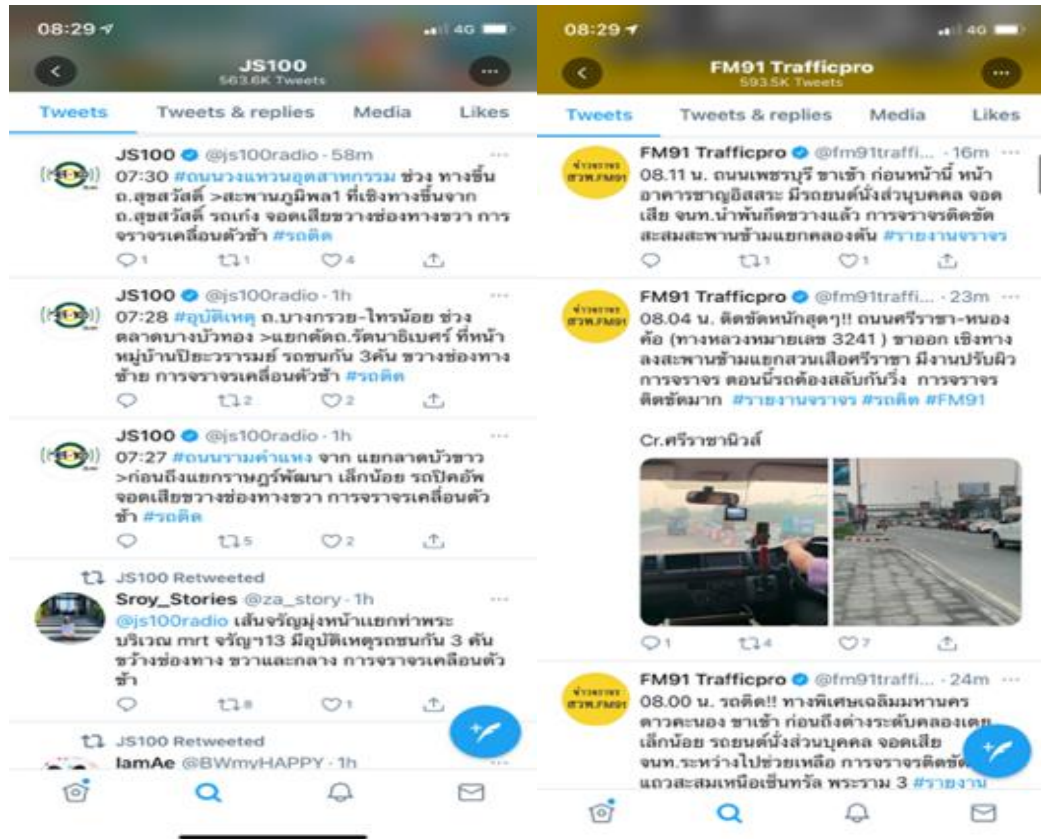 08:29
4G
JS100
563.6K Tweets
Tweets Tweets & replies Media Likes
JS100 @js100radio · 58m
07:30 #ถนนวงแหวนอุตสาหกรรม ช่วง ทางขึ้น
ถ.สุขสวัสดิ์ >สะพานภูมิพล1 ที่เชิงทางขึ้นจาก
ถ.สุขสวัสดิ์ รถเก๋ง จอดเสียขวางช่องทางขวา การ
จราจรเคลื่อนตัวช้า #รถติด
1 1 4
JS100 @js100radio · 1h
07:28 #อุบัติเหตุ ถ.บางกรวย-ไทรน้อย ช่วง
ตลาดบางบัวทอง >แยกตัดถ.รัตนาธิเบศร์ ที่หน้า
หมู่บ้านปิยะวรารมย์ รถชนกัน 3คัน ขวางช่องทาง
ซ้าย การจราจรเคลื่อนตัวช้า #รถติด
2 2
JS100 @js100radio · 1h
07:27 #ถนนรามคำแหง จาก แยกลาดบัวขาว
>ก่อนถึงแยกราษฎร์พัฒนา เล็กน้อย รถปิคอัพ
จอดเสียขวางช่องทางขวา การจราจรเคลื่อนตัว
ช้า #รถติด
5 2
JS100 Retweeted
Sroy_Stories @za_story · 1h
@js100radio เส้นจรัญมุ่งหน้าแยกท่าพระ
บริเวณ mrt จรัญฯ13 มีอุบัติเหตุรถชนกัน 3 คัน
ขว้างช่องทาง ขวาและกลาง การจราจรเคลือนตัว
ช้า
8 1
JS100 Retweeted
IamAe @BWmyHAPPY · 1h
08:29
4G
FM91 Trafficpro
593.5K Tweets
Tweets Tweets & replies Media Likes
ข่าวจราจร
สวพ.FM91
FM91 Trafficpro @fm91traffi... · 16m
08.11 น. ถนนเพชรบุรี ขาเข้า ก่อนหน้านี้ หน้า
อาคารชาญอิสสระ มีรถยนต์นั่งส่วนบุคคล จอด
เสีย จนท.นำพ้นกีดขวางแล้ว การจราจรติดขัด
สะสมสะพานข้ามแยกคลองตัน #รายงานจราจร
1 1
ข่าวจราจร
สวพ.FM91
FM91 Trafficpro @fm91traffi... · 23m
08.04 น. ติดขัดหนักสุดๆ!! ถนนศรีราชา-หนอง
ค้อ (ทางหลวงหมายเลข 3241 ) ขาออก เชิงทาง
ลงสะพานข้ามแยกสวนเสือศรีราชา มีงานปรับผิว
การจราจร ตอนนี้รถต้องสลับกันวิ่ง การจราจร
ติดขัดมาก #รายงานจราจร #รถติด #FM91
Cr.ศรีราชานิวส์
1 4 7
ข่าวจราจร
สวพ.FM91
FM91 Trafficpro @fm91traffi... · 24m
08.00 น. รถติด!! ทางพิเศษเฉลิมมหานคร
ดาวคะนอง ขาเข้า ก่อนถึงต่างระดับคลองเตย
เล็กน้อย รถยนต์นั่งส่วนบุคคล จอดเสีย
จนท.ระหว่างไปช่วยเหลือ การจราจรติดขัด
แถวสะสมเหนือเซ็นทรัล พระราม 3 #รายงาน